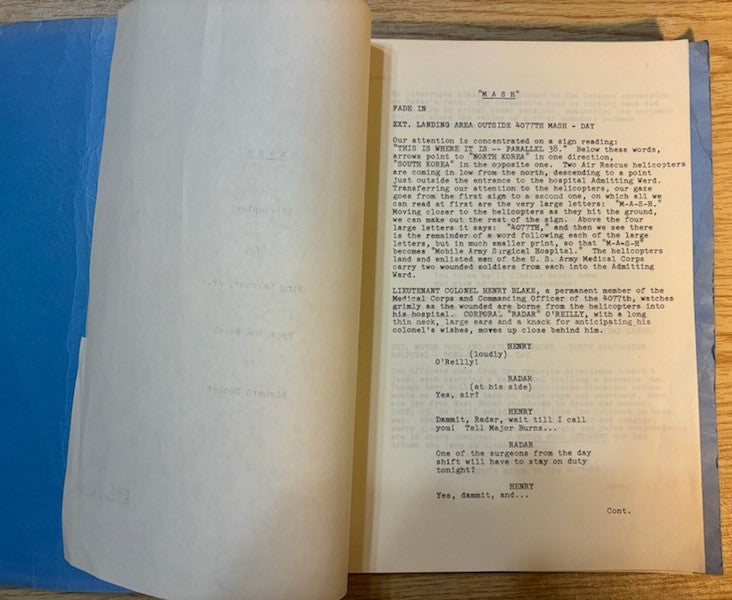 "M A S H"
FADE IN
EXT. LANDING AREA OUTSIDE 4077TH MASH - DAY
Our attention is concentrated on a sign reading:
"THIS IS WHERE IT IS -- PARALLEL 38." Below these words,
arrows point to "NORTH KOREA" in one direction,
"SOUTH KOREA" in the opposite one. Two Air Rescue helicopters
are coming in low from the north, descending to a point
just outside the entrance to the hospital Admitting Ward.
Transferring our attention to the helicopters, our gaze
goes from the first sign to a second one, on which all we
can read at first are the very large letters: "M-A-S-H."
Moving closer to the helicopters as they hit the ground,
we can make out the rest of the sign. Above the four
large letters it says: "4077TH," and then we see there
is the remainder of a word following each of the large
letters, but in much smaller print, so that "M-A-S-H"
becomes "Mobile Army Surgical Hospital." The helicopters
land and enlisted men of the U. S. Army Medical Corps
carry two wounded soldiers from each into the Admitting
Ward.
LIEUTENANT COLONEL HENRY BLAKE, a permanent member of the
Medical Corps and Commanding Officer of the 4077th, watches
grimly as the wounded are borne from the helicopters into
his hospital. CORPORAL "RADAR" O'REILLY, with a long
thin neck, large ears and a knack for anticipating his
colonel's wishes, moves up close behind him.
HENRY
(loudly)
O'Reilly!
RADAR
(at his side)
Yes, sir?
HENRY
Dammit, Radar, wait till I call
you! Tell Major Burns...
RADAR
One of the surgeons from the day
shift will have to stay on duty
tonight?
HENRY
Yes, dammit, and...
Cont.